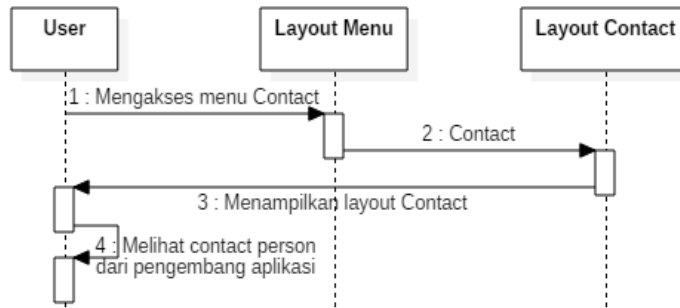 User
Layout Menu
Layout Contact
1 : Mengakses menu Contact
2 : Contact
3 : Menampilkan layout Contact
4 : Melihat contact person
dari pengembang aplikasi